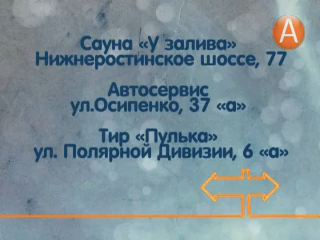 А
Сауна «У залива»
Нижнеростинское шоссе, 77
Автосервис
ул.Осипенко, 37 «а»
Тир «Пулька»
ул. Полярной Дивизии, 6 «а»